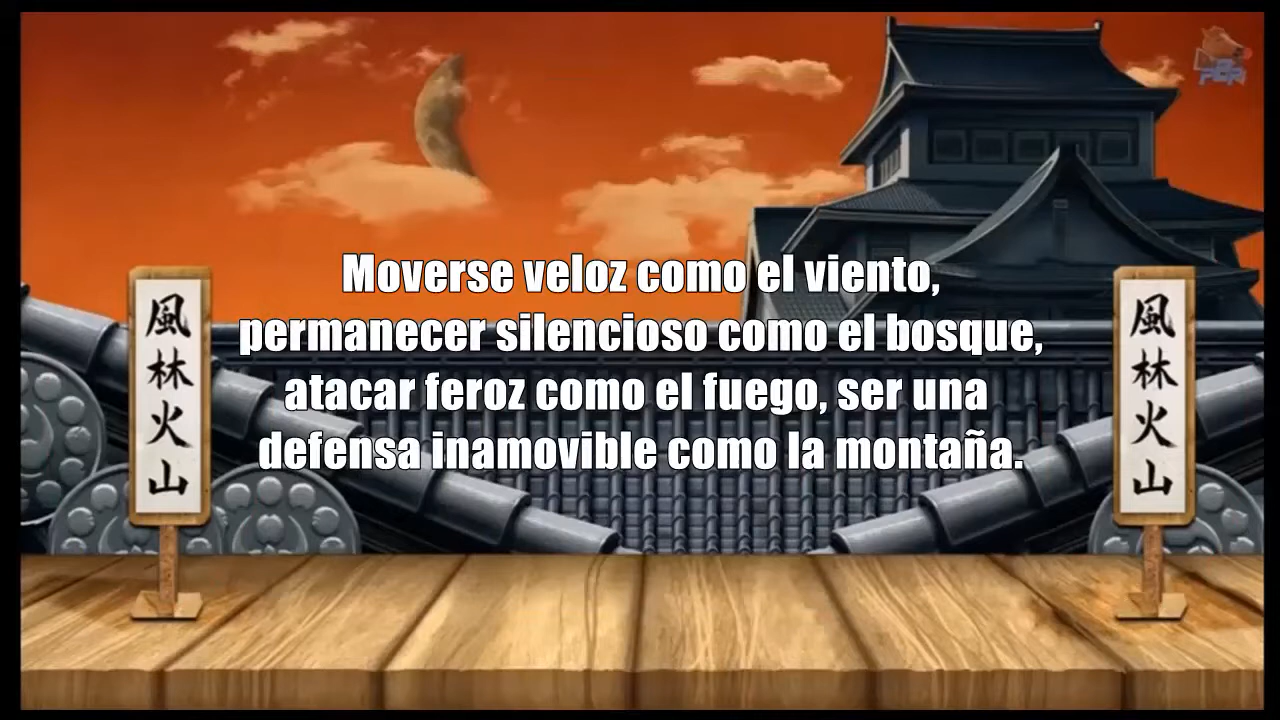 Moverse veloz como el viento,
permanecer silencioso como el bosque,
atacar feroz como el fuego, ser una
defensa inamovible como la montaña.
風林火山
風林火山